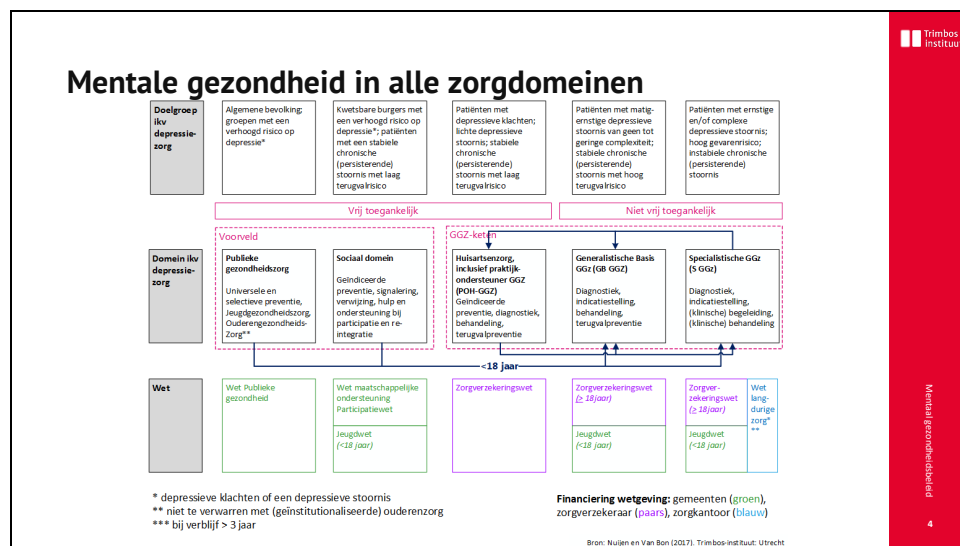 Trimbos
instituut
Mentale gezondheid in alle zorgdomeinen
Doelgroep
ikv
depressie-
zorg
Algemene bevolking;
groepen met een
verhoogd risico op
depressie*
Kwetsbare burgers met
een verhoogd risico op
depressie*; patiënten
met een stabiele
chronische
(persisterende)
stoornis met laag
terugvalrisico
Patiënten met
depressieve klachten;
lichte depressieve
stoornis; stabiele
chronische
(persisterende)
stoornis met laag
terugvalrisico
Patiënten met matig-
ernstige depressieve
stoornis van geen tot
geringe complexiteit;
stabiele chronische
(persisterende)
stoornis met hoog
terugvalrisico
Patiënten met ernstige
en/of complexe
depressieve stoornis;
hoog gevarenrisico;
instabiele chronische
(persisterende)
stoornis
Vrij toegankelijk
Niet vrij toegankelijk
Voorveld
GGZ-keten
Domein ikv
depressie-
zorg
Publieke
gezondheidzorg
Universele en
selectieve preventie,
Jeugdgezondheidszorg,
Ouderengezondheids-
Zorg**
Sociaal domein
Geïndiceerde
preventie, signalering,
verwijzing, hulp en
ondersteuning bij
participatie en re-
integratie
Huisartsenzorg,
inclusief praktijk-
ondersteuner GGZ
(POH-GGZ)
Geïndiceerde
preventie, diagnostiek,
behandeling,
terugvalpreventie
Generalistische Basis
GGz (GB GGZ)
Diagnostiek,
indicatiestelling,
behandeling,
terugvalpreventie
Specialistische GGz
(S GGz)
Diagnostiek,
indicatiestelling,
(klinische) begeleiding,
(klinische) behandeling
<18 jaar
Wet
Wet Publieke
gezondheid
Wet maatschappelijke
ondersteuning
Participatiewet
Jeugdwet
(<18 jaar)
Zorgverzekeringswet
Zorgverzekeringswet
(≥ 18jaar)
Jeugdwet
(<18 jaar)
Zorgver-
zekeringswet
(≥ 18jaar)
Jeugdwet
(<18 jaar)
Wet
lang-
durige
zorg*
**
* depressieve klachten of een depressieve stoornis
** niet te verwarren met (geïnstitutionaliseerde) ouderenzorg
*** bij verblijf > 3 jaar
Financiering wetgeving: gemeenten (groen),
zorgverzekeraar (paars), zorgkantoor (blauw)
Bron: Nuijen en Van Bon (2017). Trimbos-instituut: Utrecht
Mentaal gezondheidsbeleid
4